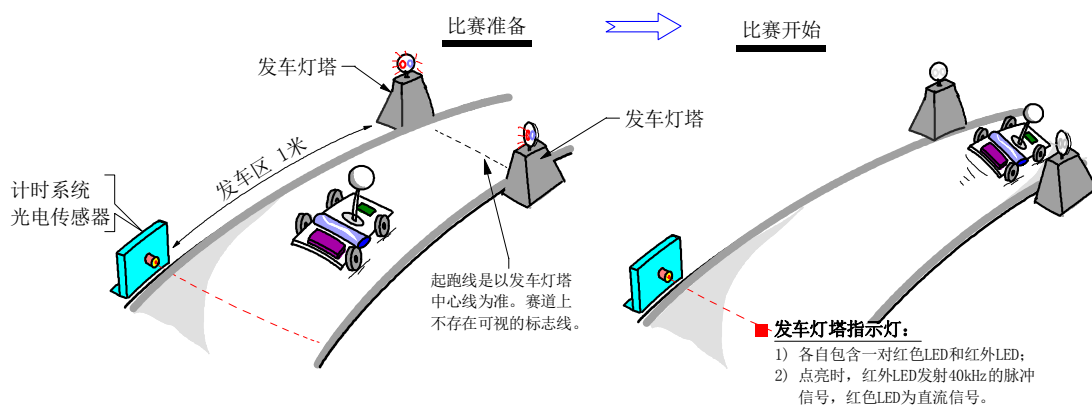 比赛准备
比赛开始
发车灯塔
发车灯塔
发车区 1米
计时系统
光电传感器
起跑线是以发车灯塔
中心线为准。赛道上
不存在可视的标志线。
发车灯塔指示灯：
1) 各自包含一对红色LED和红外LED；
2) 点亮时，红外LED发射40kHz的脉冲
信号，红色LED为直流信号。